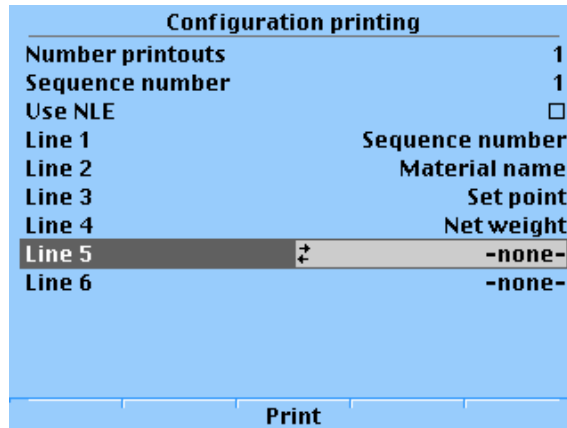 Configuration printing
Number printouts 1
Sequence number 1
Use NLE
Line 1 Sequence number
Line 2 Material name
Line 3 Set point
Line 4 Net weight
Line 5 -none-
Line 6 -none-
Print